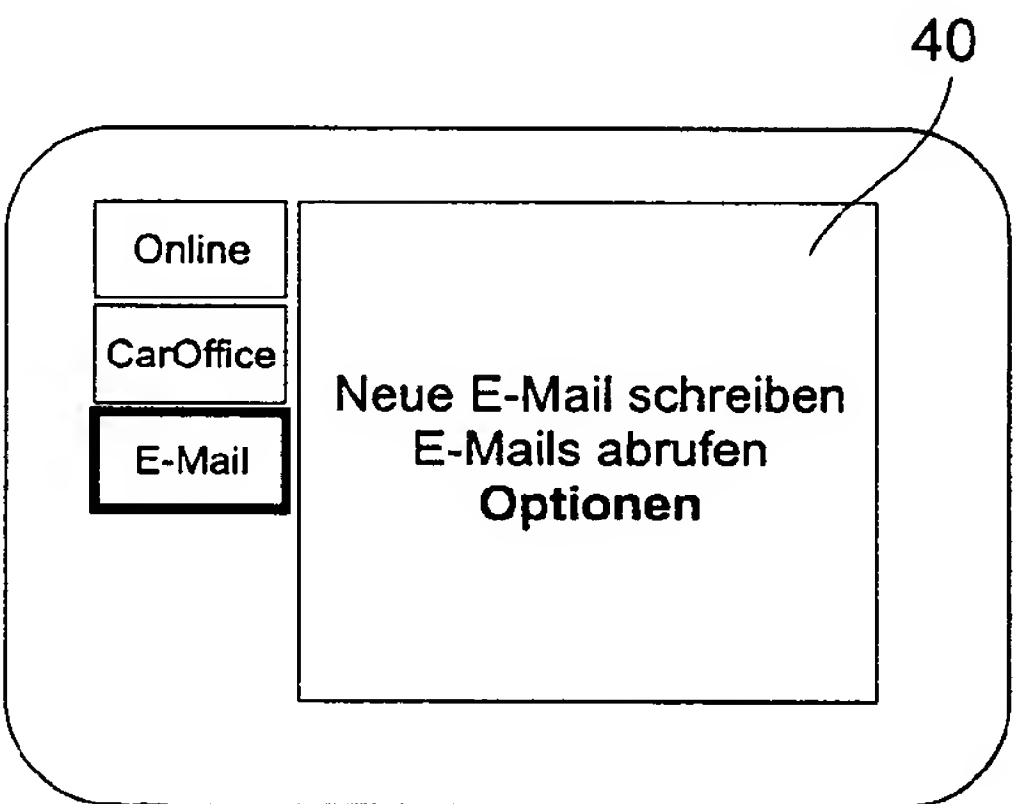 40
Online
CarOffice
E-Mail
Neue E-Mail schreiben
E-Mails abrufen
Optionen